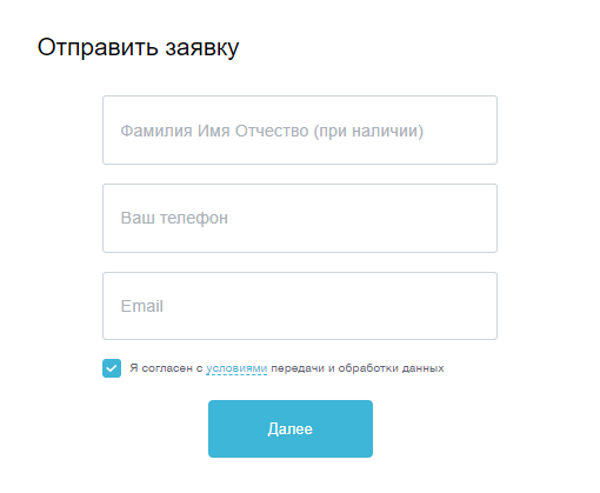 Отправить заявку
Фамилия Имя Отчество (при наличии)
Ваш телефон
Email
Я согласен с условиями передачи и обработки данных
Далее